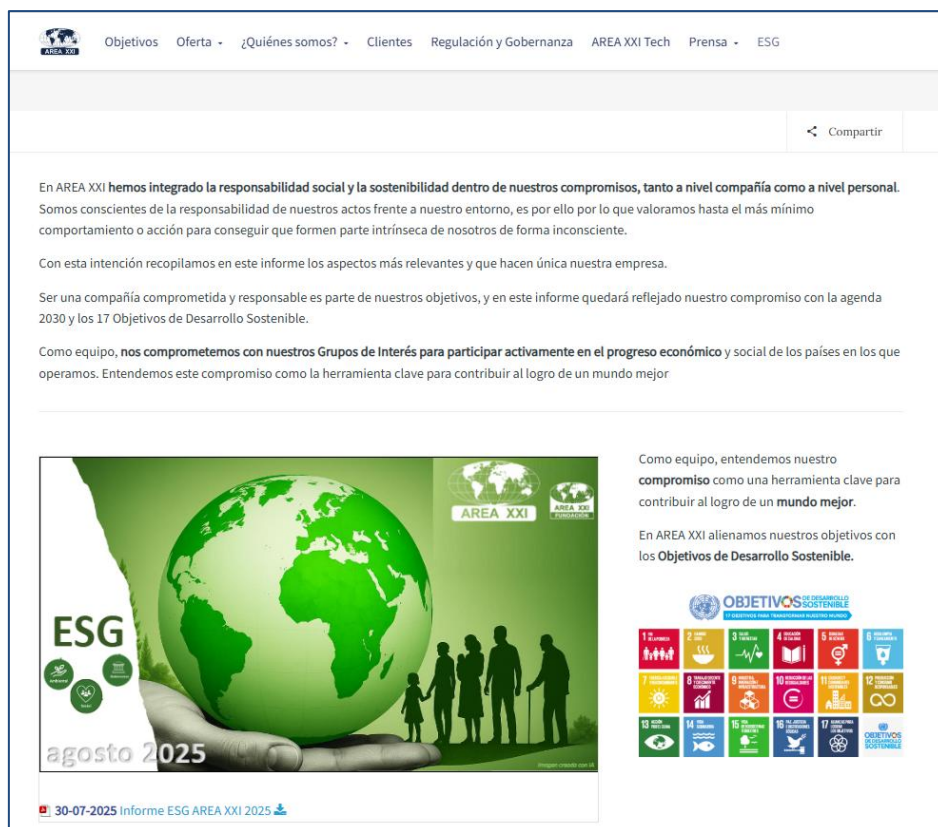 AREA XXI
Objetivos Oferta ¿Quiénes somos? Clientes Regulación y Gobernanza AREA XXI Tech Prensa ESG
Compartir
En AREA XXI hemos integrado la responsabilidad social y la sostenibilidad dentro de nuestros compromisos, tanto a nivel compañía como a nivel personal.
Somos conscientes de la responsabilidad de nuestros actos frente a nuestro entorno, es por ello por lo que valoramos hasta el más mínimo
comportamiento o acción para conseguir que formen parte intrínseca de nosotros de forma inconsciente.
Con esta intención recopilamos en este informe los aspectos más relevantes y que hacen única nuestra empresa.
Ser una compañía comprometida y responsable es parte de nuestros objetivos, y en este informe quedará reflejado nuestro compromiso con la agenda
2030 y los 17 Objetivos de Desarrollo Sostenible.
Como equipo, nos comprometemos con nuestros Grupos de Interés para participar activamente en el progreso económico y social de los países en los que
operamos. Entendemos este compromiso como la herramienta clave para contribuir al logro de un mundo mejor
AREA XXI
AREA XXI
FUNDACIÓN
ESG
Ambiental
Social
agosto 2025
Imagen creada con IA
30-07-2025 Informe ESG AREA XXI 2025
Como equipo, entendemos nuestro
compromiso como una herramienta clave para
contribuir al logro de un mundo mejor.
En AREA XXI alienamos nuestros objetivos con
los Objetivos de Desarrollo Sostenible.
OBJETIVOS DE DESARROLLO SOSTENIBLE
17 OBJETIVOS PARA TRANSFORMAR NUESTRO MUNDO
1 2 3 4 5 6
7 8 9 10 11 12
13 14 15 16 17
OBJETIVOS
DE DESARROLLO
SOSTENIBLE